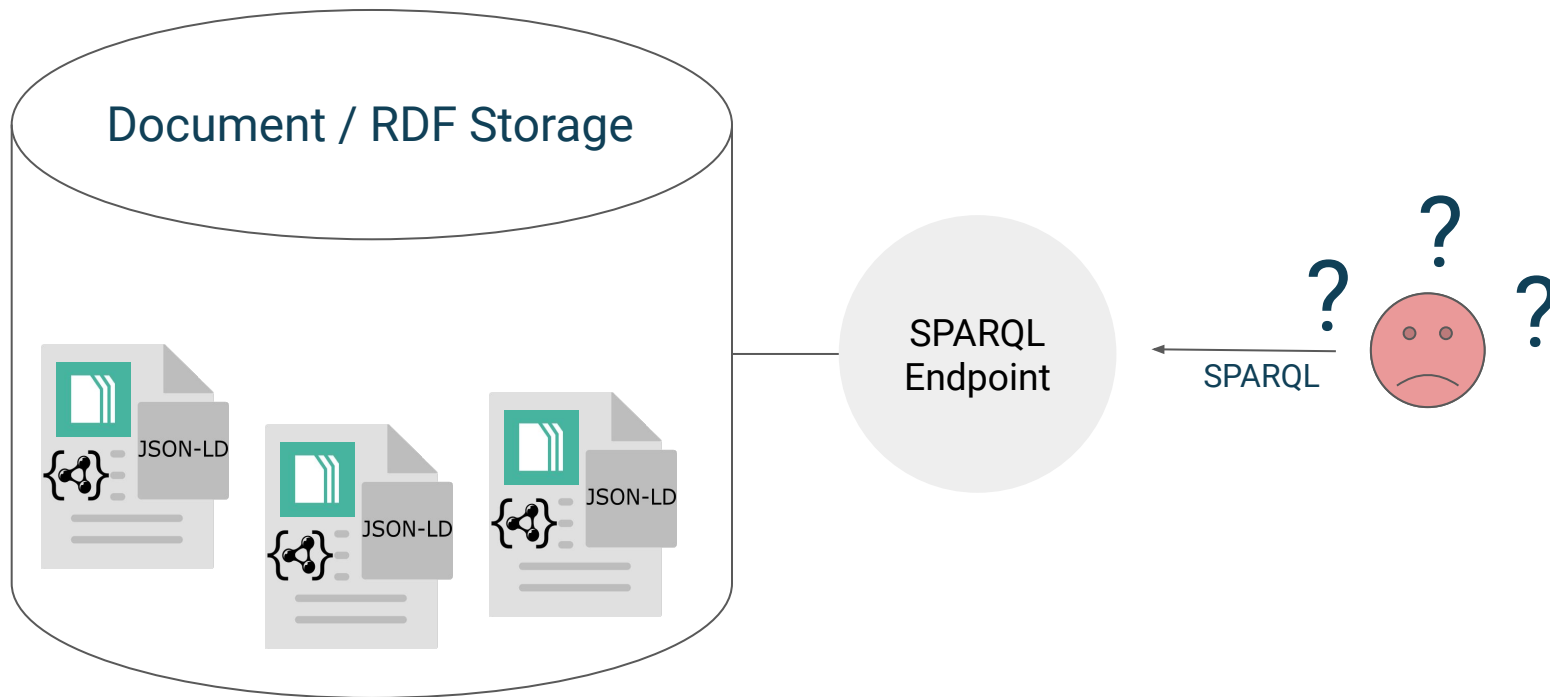 Document / RDF Storage
JSON-LD
JSON-LD
JSON-LD
SPARQL
Endpoint
SPARQL
?
?
?